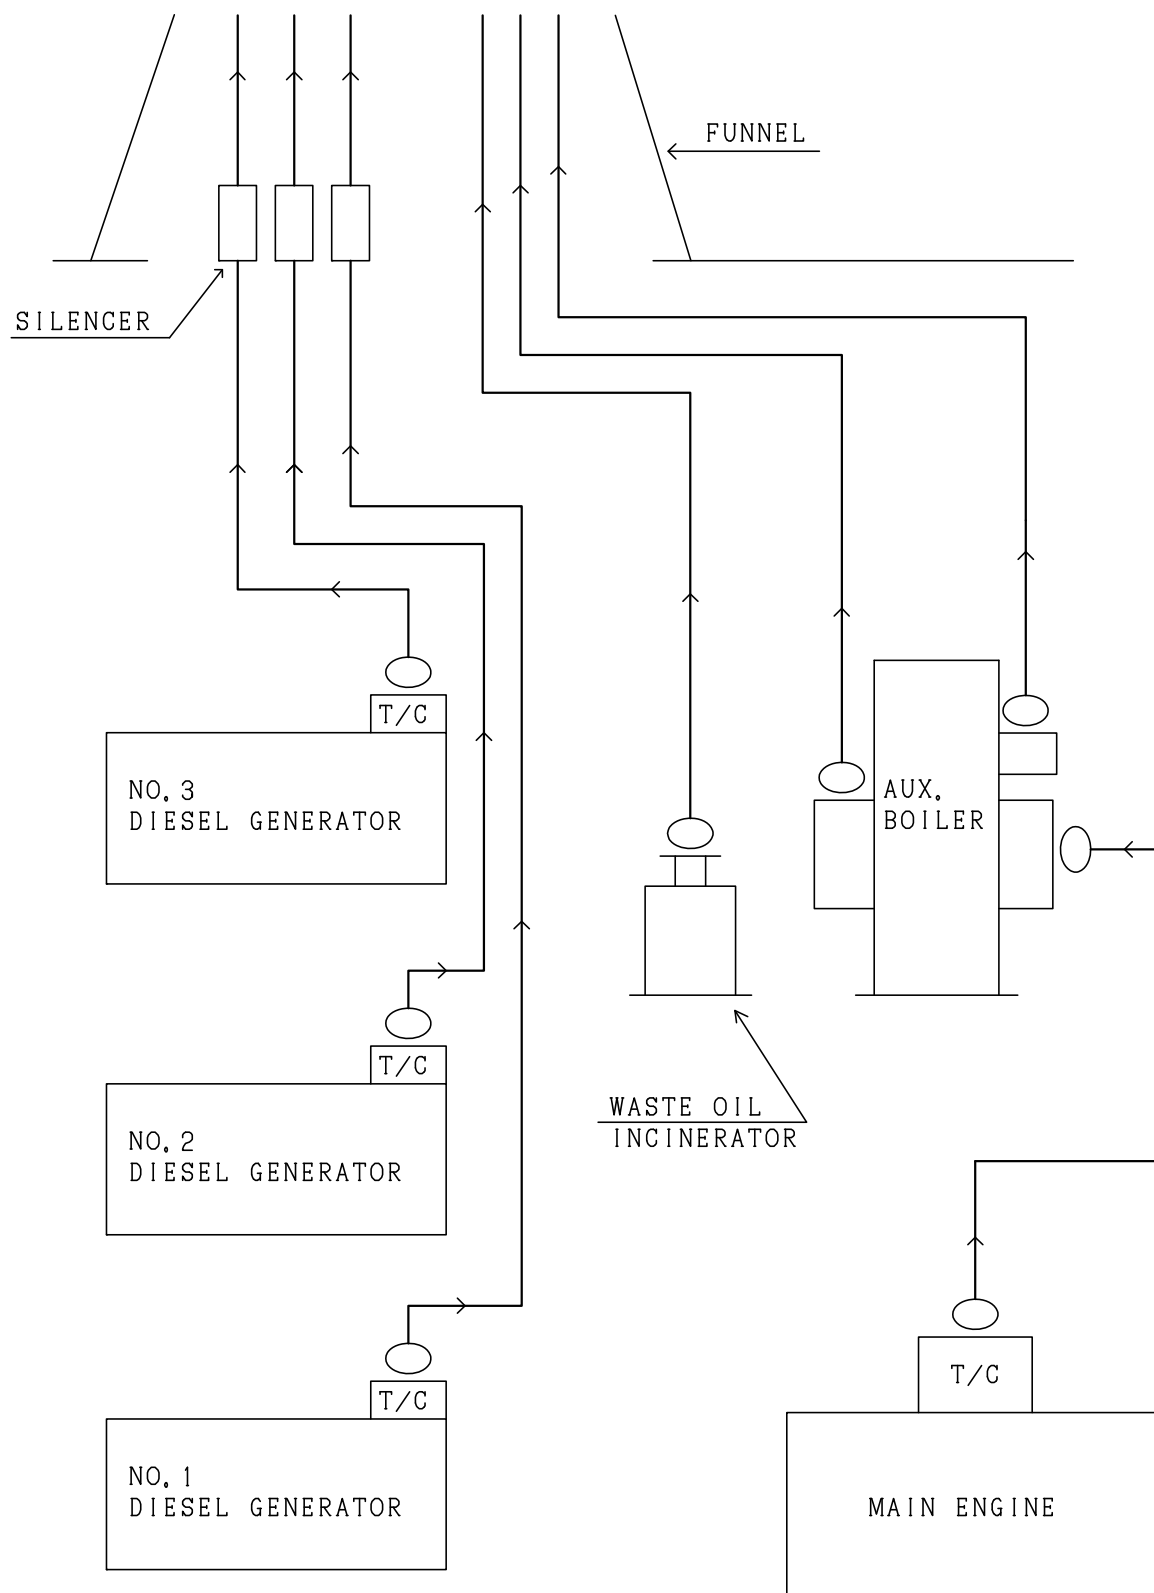 FUNNEL
SILENCER
T/C
NO. 3
DIESEL GENERATOR
AUX.
BOILER
T/C
NO. 2
DIESEL GENERATOR
WASTE OIL
INCINERATOR
T/C
NO. 1
DIESEL GENERATOR
T/C
MAIN ENGINE